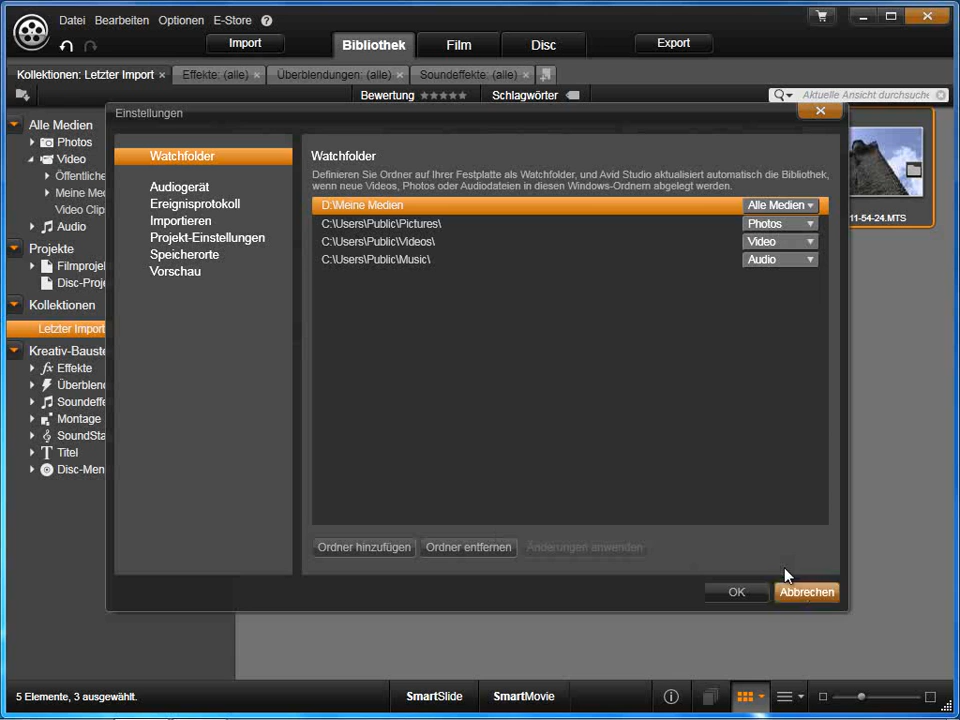 Datei Bearbeiten Optionen E-Store ?
Import Bibliothek Film Disc Export
Kollektionen: Letzter Import × Effekte: (alle) × Überblendungen: (alle) × Soundeffekte: (alle) ×
Bewertung Schlagwörter Aktuelle Ansicht durchsuche
Einstellungen
Alle Medien
Photos
Video
Öffentliche
Meine Med
Video Clip
Audio
Projekte
Filmprojek
Disc-Proje
Kollektionen
Letzter Import
Kreativ-Bauste
fx Effekte
Überblend
Soundeffe
Montage
SoundSta
T Titel
Disc-Men
Watchfolder
Audiogerät
Ereignisprotokoll
Importieren
Projekt-Einstellungen
Speicherorte
Vorschau
Watchfolder
Definieren Sie Ordner auf Ihrer Festplatte als Watchfolder, und Avid Studio aktualisiert automatisch die Bibliothek,
wenn neue Videos, Photos oder Audiodateien in diesen Windows-Ordnern abgelegt werden.
D:\Meine Medien Alle Medien
C:\Users\Public\Pictures\ Photos
C:\Users\Public\Videos\ Video
C:\Users\Public\Music\ Audio
Ordner hinzufügen Ordner entfernen Änderungen anwenden
OK Abbrechen
11-54-24.MTS
5 Elemente, 3 ausgewählt. SmartSlide SmartMovie